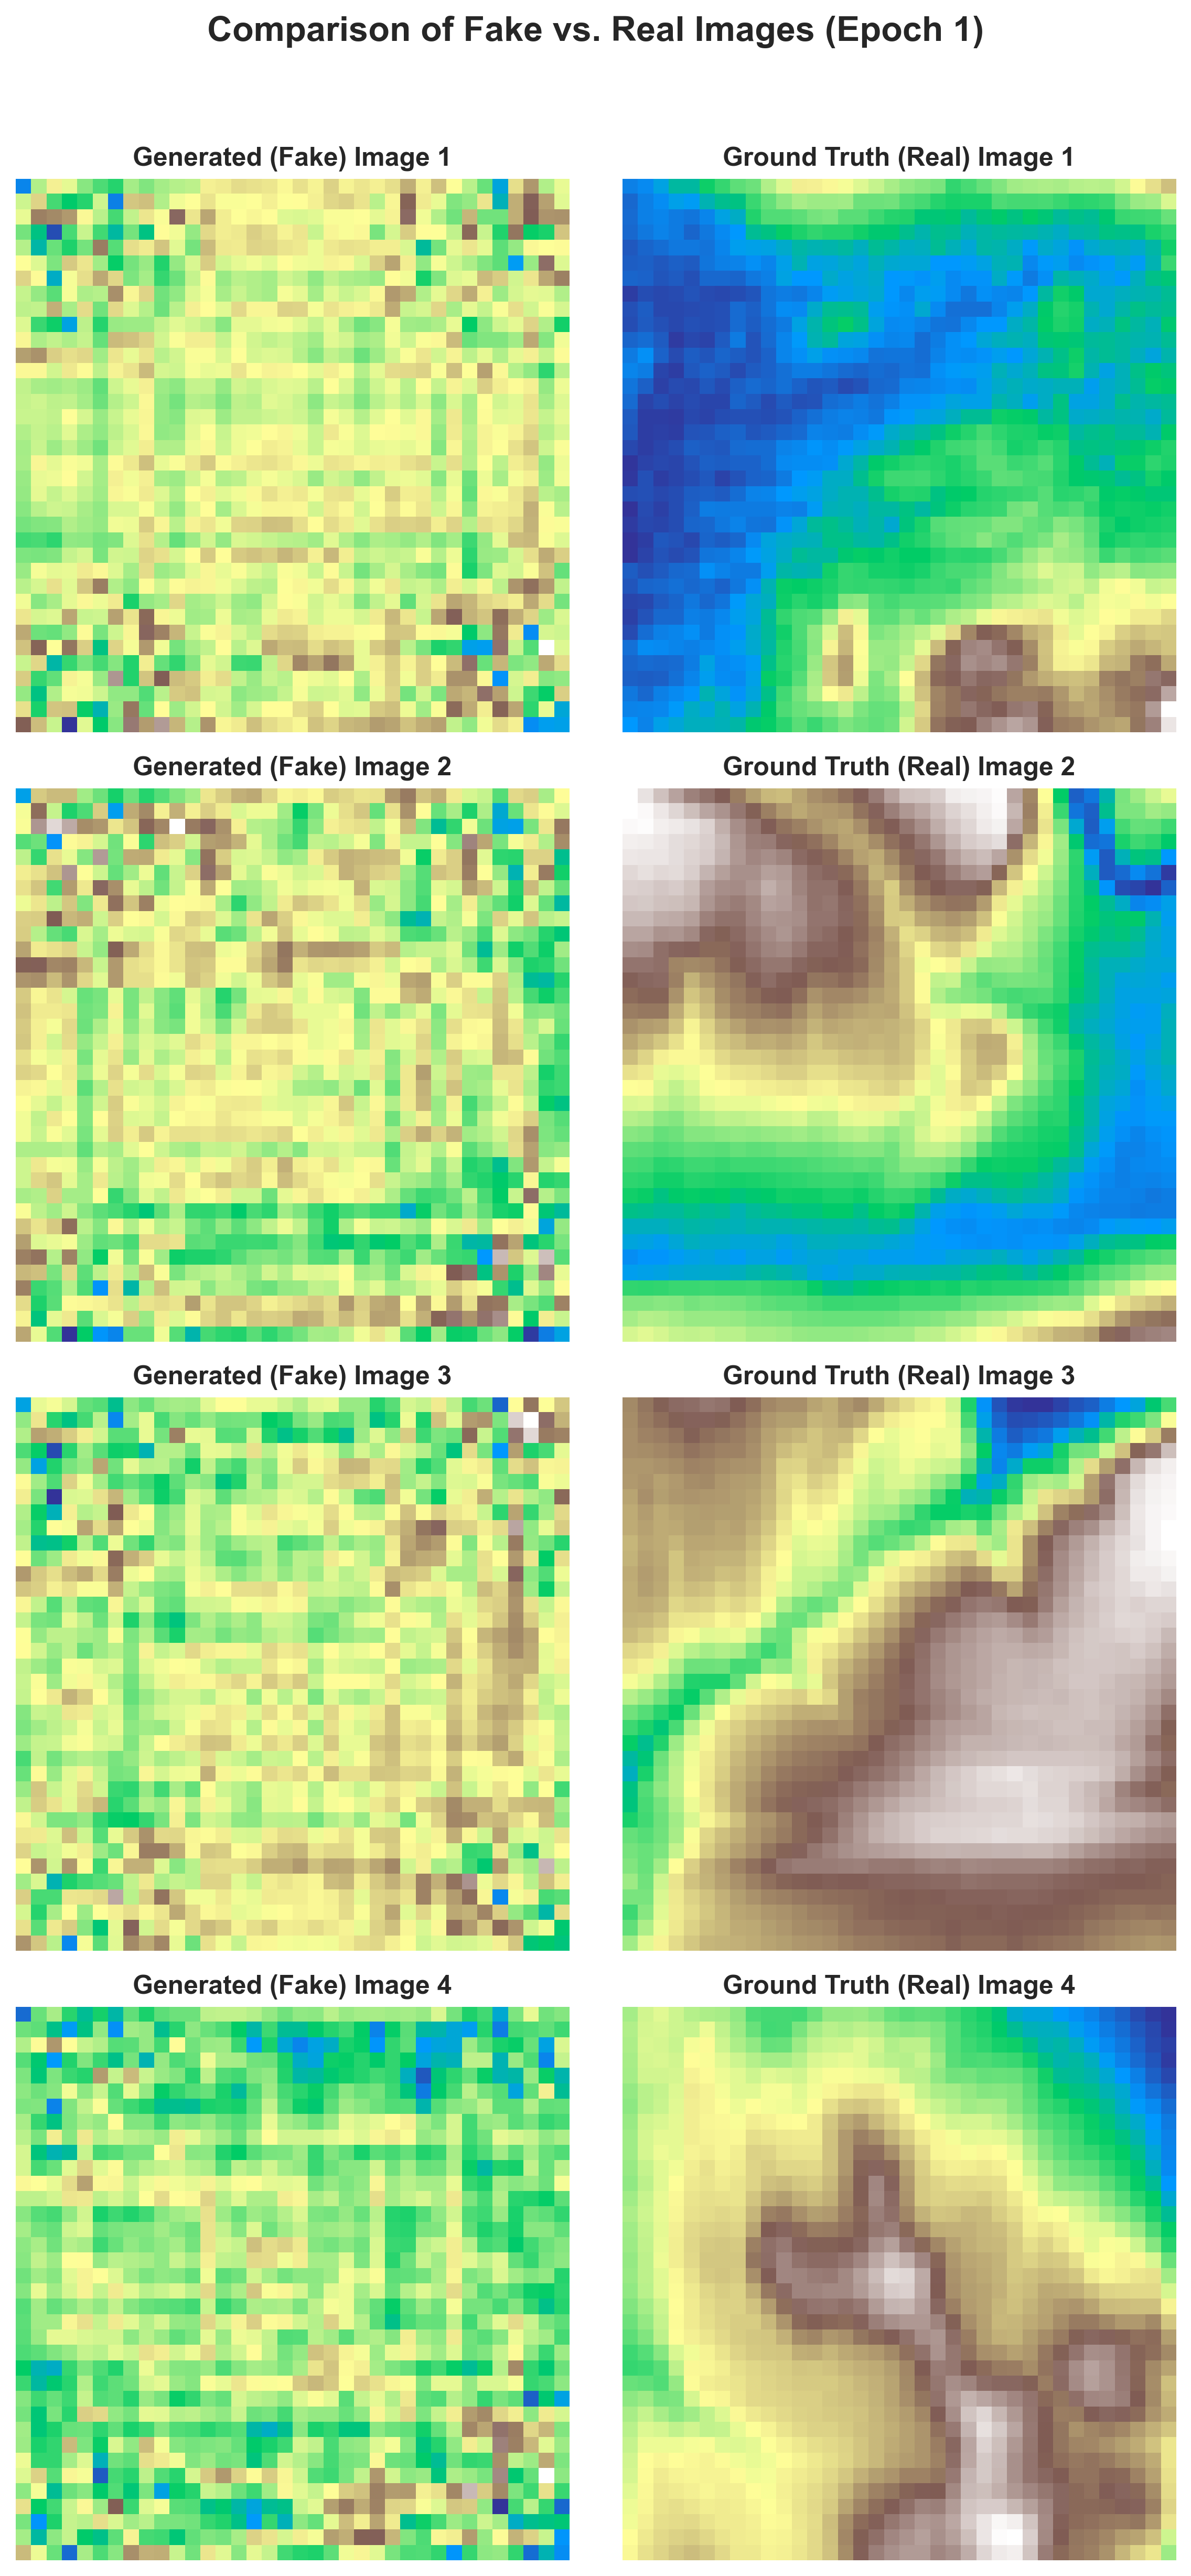 Comparison of Fake vs. Real Images (Epoch 1)
Generated (Fake) Image 1
Ground Truth (Real) Image 1
Generated (Fake) Image 2
Ground Truth (Real) Image 2
Generated (Fake) Image 3
Ground Truth (Real) Image 3
Generated (Fake) Image 4
Ground Truth (Real) Image 4